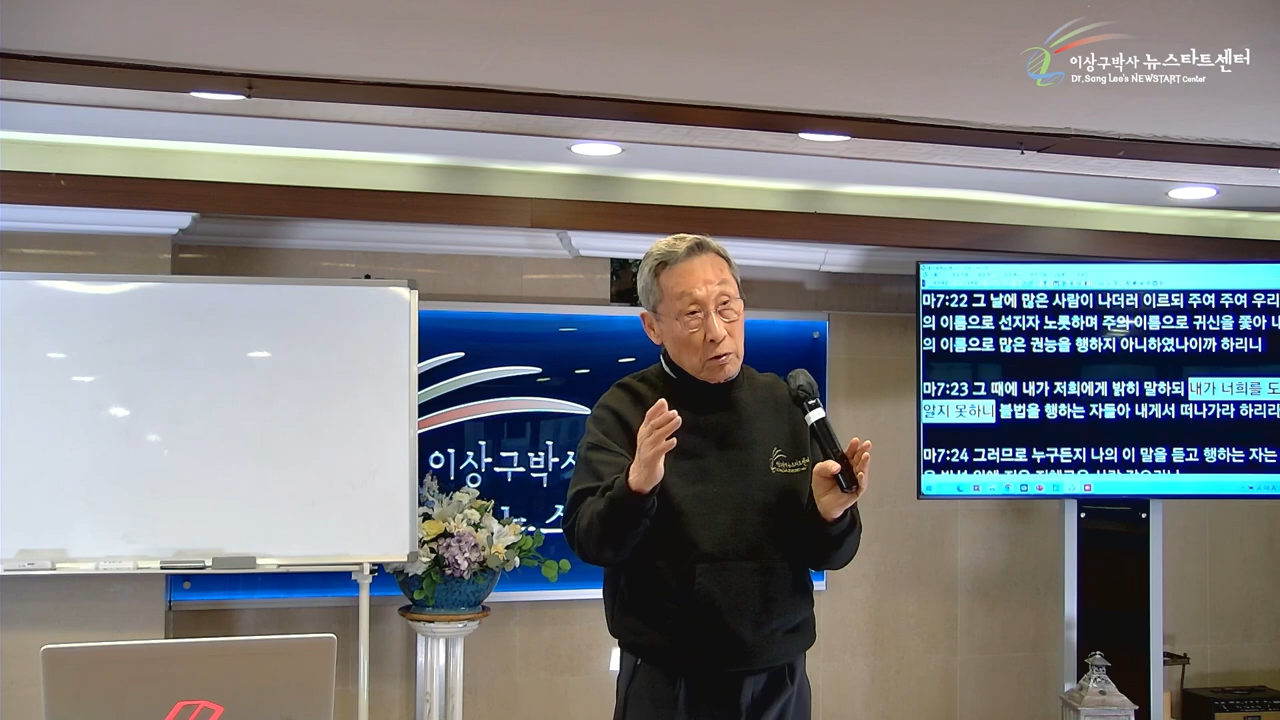 이상구박사 뉴스타트센터
Dr.Sang Lee's NEWSTART Center
마7:22 그 날에 많은 사람이 나더러 이르되 주여 주여 우리
의 이름으로 선지자 노릇하며 주의 이름으로 귀신을 쫓아
의 이름으로 많은 권능을 행하지 아니하였나이까 하리니
마7:23 그 때에 내가 저희에게 밝히 말하되 내가 너희를 도
알지 못하니 불법을 행하는 자들아 내게서 떠나가라 하리라
마7:24 그러므로 누구든지 나의 이 말을 듣고 행하는 자는
이상구박사
뉴스